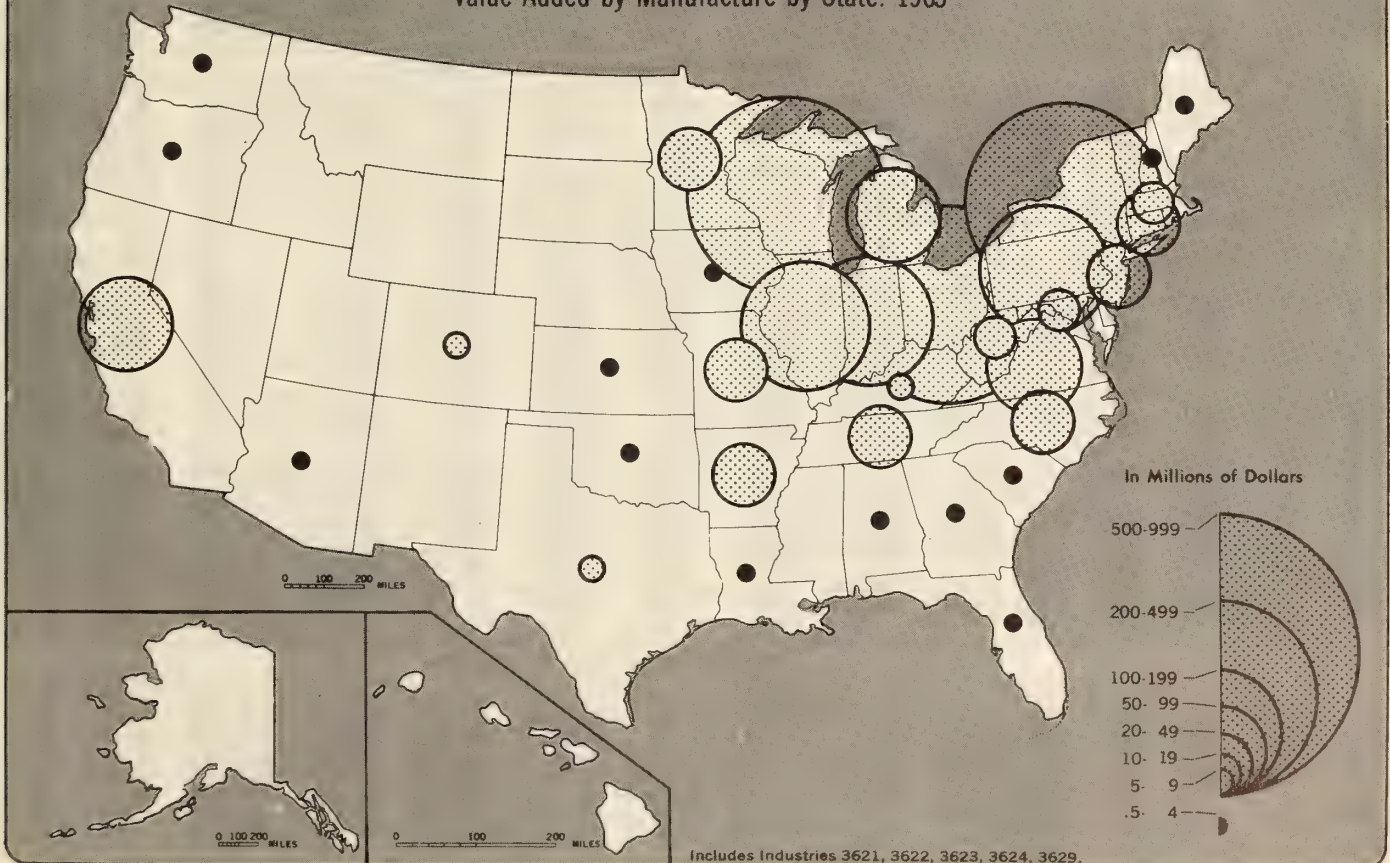 Value Added by Manufacture by State: 1963
0 100 200 MILES
In Millions of Dollars
500-999
200-499
100-199
50- 99
20- 49
10- 19
5- 9
.5- 4
0 100 200 MILES
0 100 200 MILES
Includes Industries 3621, 3622, 3623, 3624, 3629.